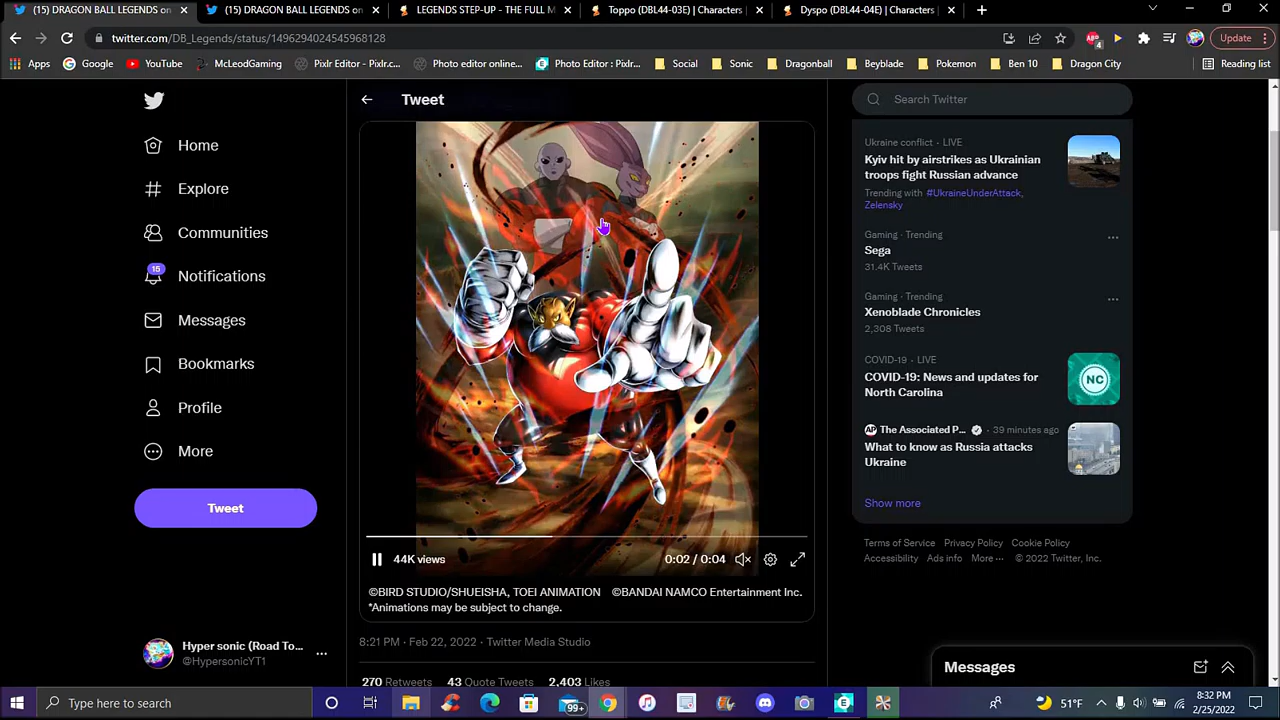 (15) DRAGON BALL LEGENDS on
(15) DRAGON BALL LEGENDS on
LEGENDS STEP-UP - THE FULL M
Toppo (DBL44-03E) | Characters
Dyspo (DBL44-04E) | Characters
twitter.com/DB_Legends/status/1496294024545968128
4
Update
Apps
Google
YouTube
McLeodGaming
Pixlr Editor - Pixlr.c...
Photo editor online...
Photo Editor : Pixlr...
Social
Sonic
Dragonball
Beyblade
Pokemon
Ben 10
Dragon City
Reading list
Home
Explore
Communities
15
Notifications
Messages
Bookmarks
Profile
More
Tweet
Hyper sonic (Road To...
@HypersonicYT1
Tweet
44K views
0:02 / 0:04
©BIRD STUDIO/SHUEISHA, TOEI ANIMATION ©BANDAI NAMCO Entertainment Inc.
*Animations may be subject to change.
8:21 PM · Feb 22, 2022 · Twitter Media Studio
270 Retweets 43 Quote Tweets 2,403 Likes
Search Twitter
Ukraine conflict · LIVE
Kyiv hit by airstrikes as Ukrainian
troops fight Russian advance
Trending with #UkraineUnderAttack,
Zelensky
Gaming · Trending
Sega
31.4K Tweets
Gaming · Trending
Xenoblade Chronicles
2,308 Tweets
COVID-19 · LIVE
COVID-19: News and updates for
North Carolina
NC
AP The Associated P... · 39 minutes ago
What to know as Russia attacks
Ukraine
Show more
Terms of Service Privacy Policy Cookie Policy
Accessibility Ads info More ··· © 2022 Twitter, Inc.
Messages
Type here to search
99+
51°F
8:32 PM
2/25/2022